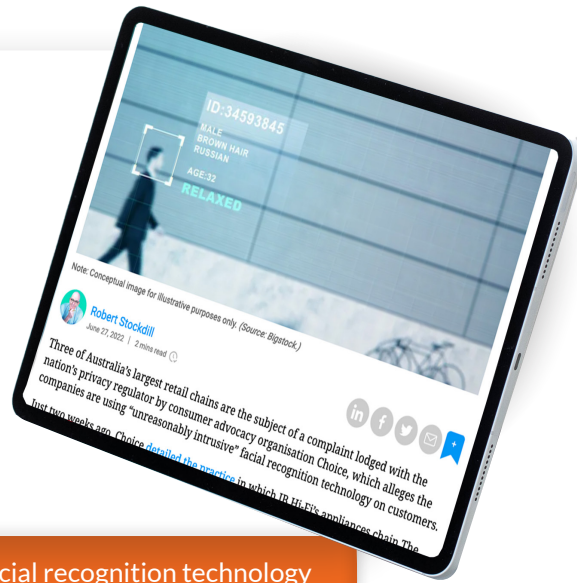 ID:34593845
MALE
BROWN HAIR
RUSSIAN
AGE:32
RELAXED
Note: Conceptual image for illustrative purposes only. (Source: Bigstock.)
Robert Stockdill
June 27, 2022 | 2 mins read
Three of Australia's largest retail chains are the subject of a complaint lodged with the
nation's privacy regulator by consumer advocacy organisation Choice, which alleges the
companies are using "unreasonably intrusive" facial recognition technology on customers.
Just two weeks ago, Choice detailed the practice in which JB Hi-Fi's appliances chain The
cial recognition technology